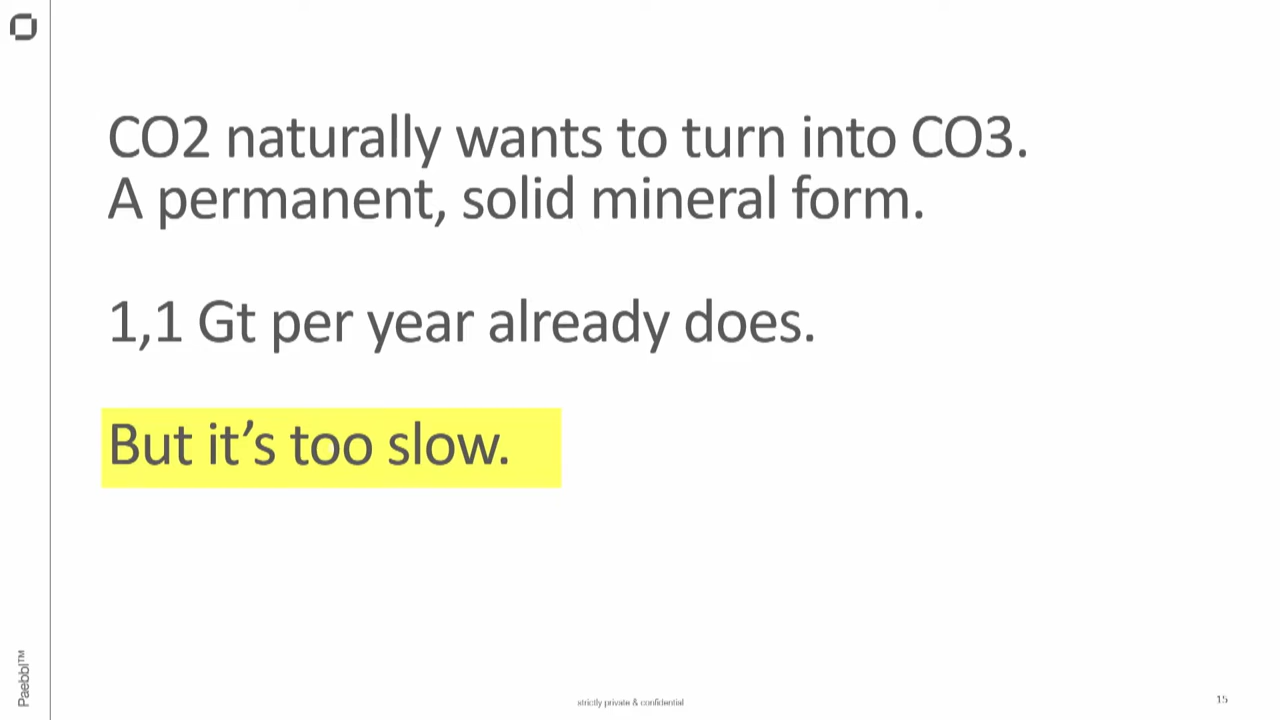 CO2 naturally wants to turn into CO3.
A permanent, solid mineral form.
1,1 Gt per year already does.
But it’s too slow.
Paebbl™
strictly private & confidential
15